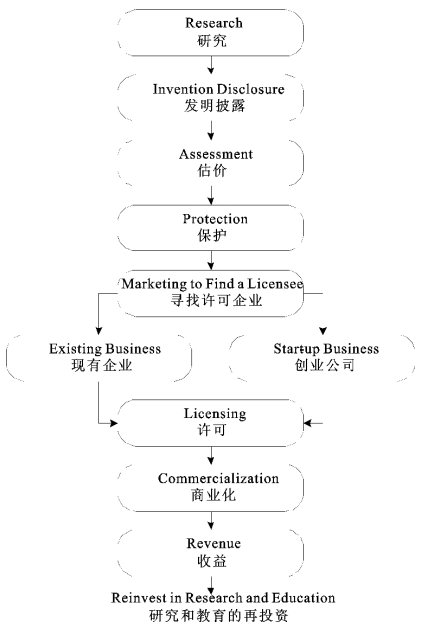 Research
研究
Invention Disclosure
发明披露
Assessment
估价
Protection
保护
Marketing to Find a Licensee
寻找许可企业
Existing Business
现有企业
Startup Business
创业公司
Licensing
许可
Commercialization
商业化
Revenue
收益
Reinvest in Research and Education
研究和教育的再投资